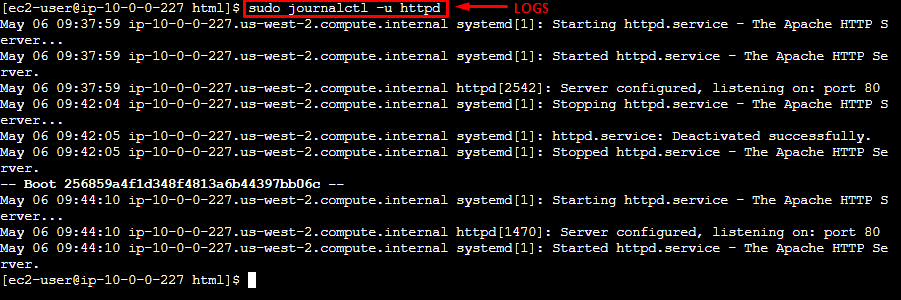 [ec2-user@ip-10-0-0-227 html]$ sudo journalctl -u httpd LOGS
May 06 09:37:59 ip-10-0-0-227.us-west-2.compute.internal systemd[1]: Starting httpd.service - The Apache HTTP S
erver...
May 06 09:37:59 ip-10-0-0-227.us-west-2.compute.internal systemd[1]: Started httpd.service - The Apache HTTP Se
rver.
May 06 09:37:59 ip-10-0-0-227.us-west-2.compute.internal httpd[2542]: Server configured, listening on: port 80
May 06 09:42:04 ip-10-0-0-227.us-west-2.compute.internal systemd[1]: Stopping httpd.service - The Apache HTTP S
erver...
May 06 09:42:05 ip-10-0-0-227.us-west-2.compute.internal systemd[1]: httpd.service: Deactivated successfully.
May 06 09:42:05 ip-10-0-0-227.us-west-2.compute.internal systemd[1]: Stopped httpd.service - The Apache HTTP Se
rver.
-- Boot 256859a4f1d348f4813a6b44397bb06c --
May 06 09:44:10 ip-10-0-0-227.us-west-2.compute.internal systemd[1]: Starting httpd.service - The Apache HTTP S
erver...
May 06 09:44:10 ip-10-0-0-227.us-west-2.compute.internal httpd[1470]: Server configured, listening on: port 80
May 06 09:44:10 ip-10-0-0-227.us-west-2.compute.internal systemd[1]: Started httpd.service - The Apache HTTP Se
rver.
[ec2-user@ip-10-0-0-227 html]$